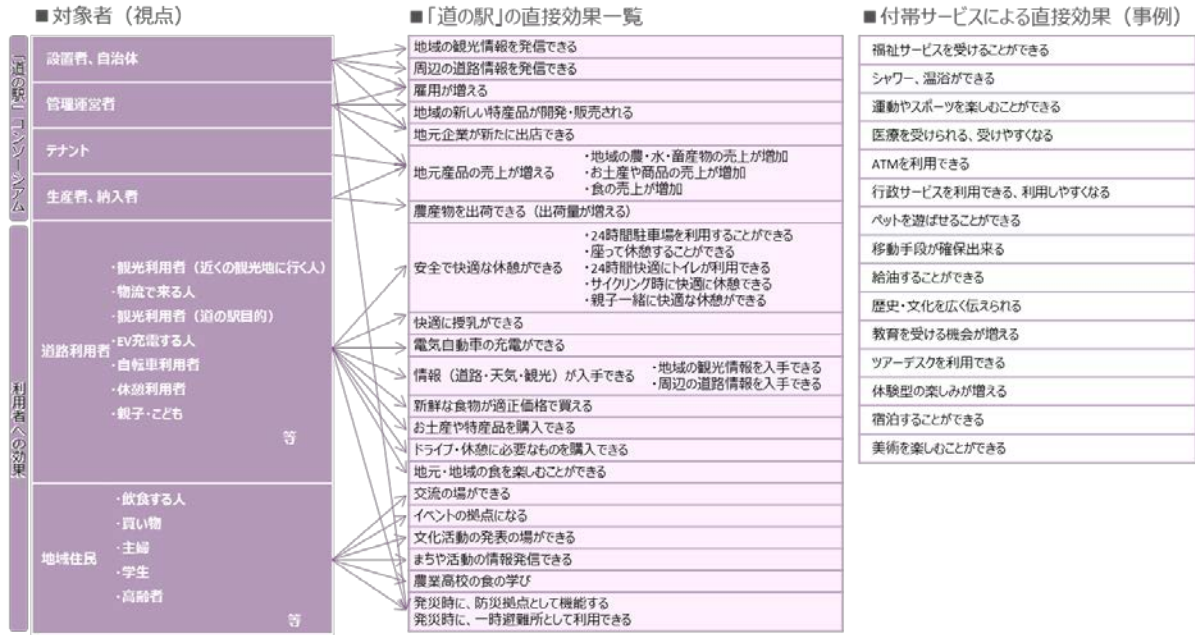 ■対象者（視点）
「道の駅」コンソーシアム
設置者、自治体
管理運営者
テナント
生産者、納入者
利用者への効果
道路利用者
・観光利用者（近くの観光地に行く人）
・物流で来る人
・観光利用者（道の駅目的）
・EV充電する人
・自転車利用者
・休憩利用者
・親子・こども
等
地域住民
・飲食する人
・買い物
・主婦
・学生
・高齢者
等
■「道の駅」の直接効果一覧
地域の観光情報を発信できる
周辺の道路情報を発信できる
雇用が増える
地域の新しい特産品が開発・販売される
地元企業が新たに出店できる
地元産品の売上が増える
・地域の農・水・畜産物の売上が増加
・お土産や商品の売上が増加
・食の売上が増加
農産物を出荷できる（出荷量が増える）
安全で快適な休憩ができる
・24時間駐車場を利用することができる
・座って休憩することができる
・24時間快適にトイレが利用できる
・サイクリング時に快適に休憩できる
・親子一緒に快適な休憩ができる
快適に授乳ができる
電気自動車の充電ができる
情報（道路・天気・観光）が入手できる
・地域の観光情報を入手できる
・周辺の道路情報を入手できる
新鮮な食物が適正価格で買える
お土産や特産品を購入できる
ドライブ・休憩に必要なものを購入できる
地元・地域の食を楽しむことができる
交流の場ができる
イベントの拠点になる
文化活動の発表の場ができる
まちや活動の情報発信できる
農業高校の食の学び
発災時に、防災拠点として機能する
発災時に、一時避難所として利用できる
■付帯サービスによる直接効果（事例）
福祉サービスを受けることができる
シャワー、温浴ができる
運動やスポーツを楽しむことができる
医療を受けられる、受けやすくなる
ATMを利用できる
行政サービスを利用できる、利用しやすくなる
ペットを遊ばせることができる
移動手段が確保出来る
給油することができる
歴史・文化を広く伝えられる
教育を受ける機会が増える
ツアーデスクを利用できる
体験型の楽しみが増える
宿泊することができる
美術を楽しむことができる